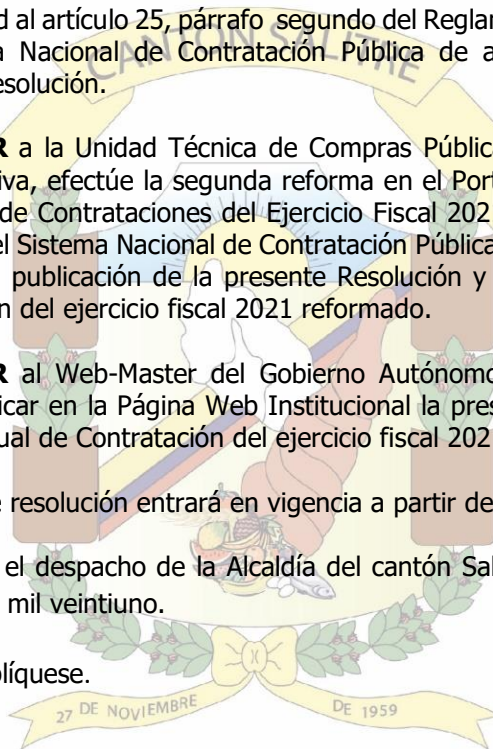 d al artículo 25, párrafo segundo del Reglar
a Nacional de Contratación Pública de a
esolución.
CANTON SALITRE
R a la Unidad Técnica de Compras Públic
iva, efectúe la segunda reforma en el Port
de Contrataciones del Ejercicio Fiscal 202
el Sistema Nacional de Contratación Pública
publicación de la presente Resolución y
n del ejercicio fiscal 2021 reformado.
R al Web-Master del Gobierno Autónomo
icar en la Página Web Institucional la pres
ual de Contratación del ejercicio fiscal 202
e resolución entrará en vigencia a partir de
el despacho de la Alcaldía del cantón Sal
mil veintiuno.
olíquese.
27 DE NOVIEMBRE DE 1959